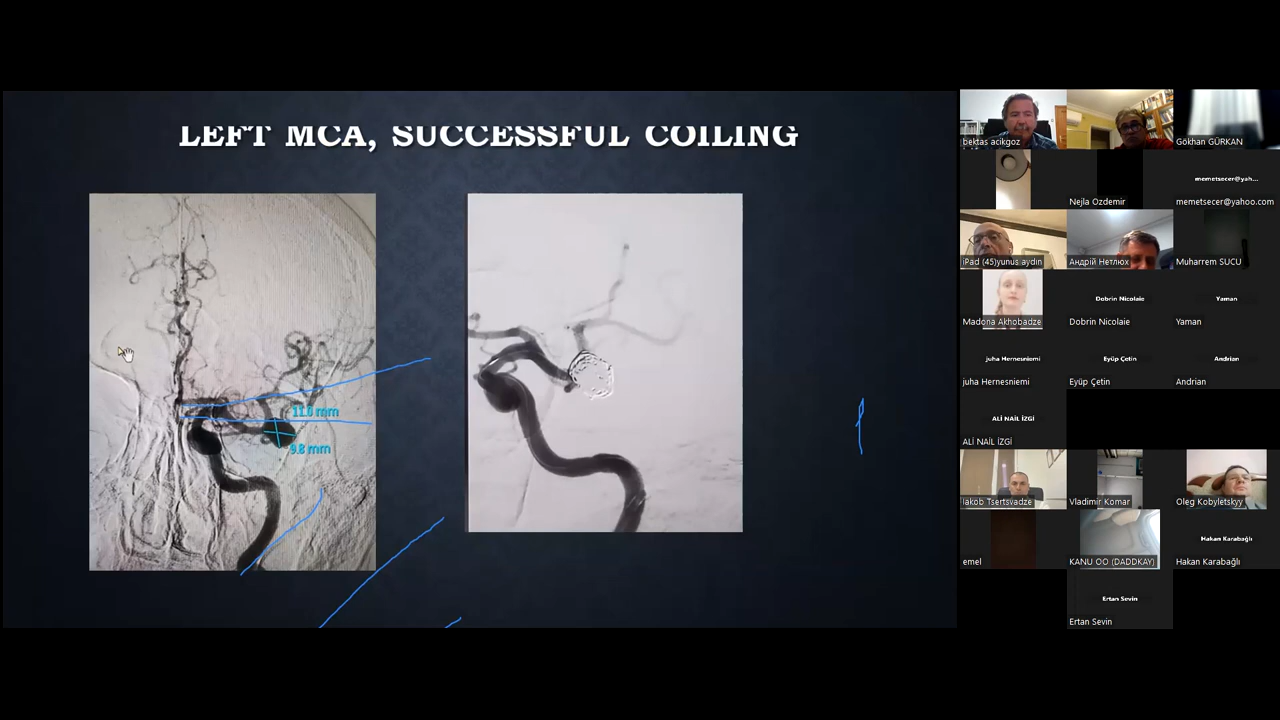 LEFT MCA, SUCCESSFUL COILING
11.0 mm
9.8 mm
bektas acikgoz
Gökhan GÜRKAN
Nejla Ozdemir
memetsecer@yah...
memetsecer@yahoo.com
iPad (45)yunus aydın
Андрій Нетлюх
Muharrem SUCU
Madona Akhobadze
Dobrin Nicolaie
Dobrin Nicolaie
Yaman
Yaman
juha Hernesniemi
juha Hernesniemi
Eyüp Çetin
Eyüp Çetin
Andrian
Andrian
ALİ NAİL İZGİ
ALİ NAİL İZGİ
Iakob Tsertsvadze
Vladimir Komar
Oleg Kobyletskyy
emel
KANU OO (DADDKAY)
Hakan Karabağlı
Hakan Karabağlı
Ertan Sevin
Ertan Sevin